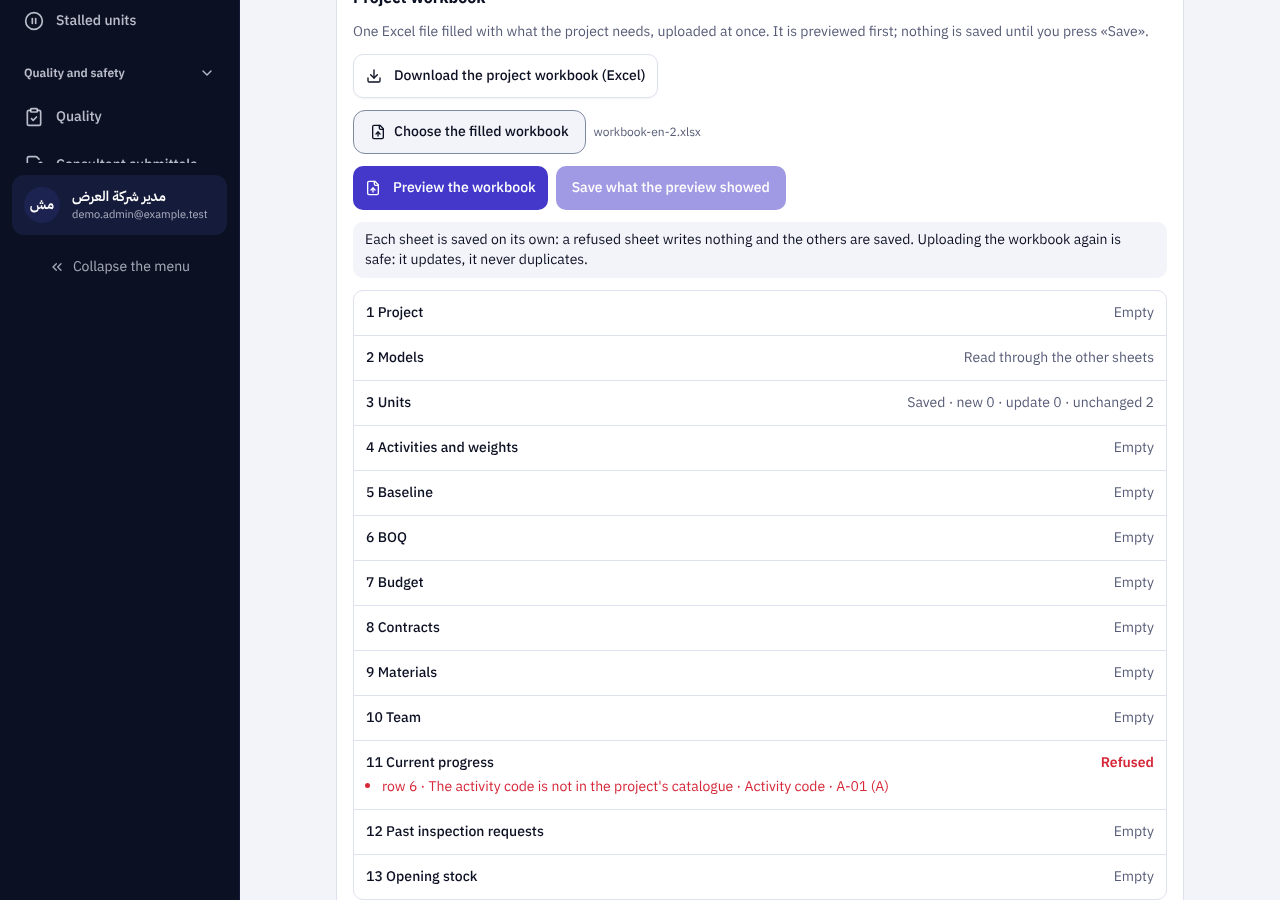 Stalled units
Quality and safety
Quality
Consultant submittals
مش
مدير شركة العرض
demo.admin@example.test
Collapse the menu
Project workbook
One Excel file filled with what the project needs, uploaded at once. It is previewed first; nothing is saved until you press «Save».
Download the project workbook (Excel)
Choose the filled workbook workbook-en-2.xlsx
Preview the workbook Save what the preview showed
Each sheet is saved on its own: a refused sheet writes nothing and the others are saved. Uploading the workbook again is
safe: it updates, it never duplicates.
1 Project Empty
2 Models Read through the other sheets
3 Units Saved · new 0 · update 0 · unchanged 2
4 Activities and weights Empty
5 Baseline Empty
6 BOQ Empty
7 Budget Empty
8 Contracts Empty
9 Materials Empty
10 Team Empty
11 Current progress Refused
• row 6 · The activity code is not in the project's catalogue · Activity code · A-01 (A)
12 Past inspection requests Empty
13 Opening stock Empty